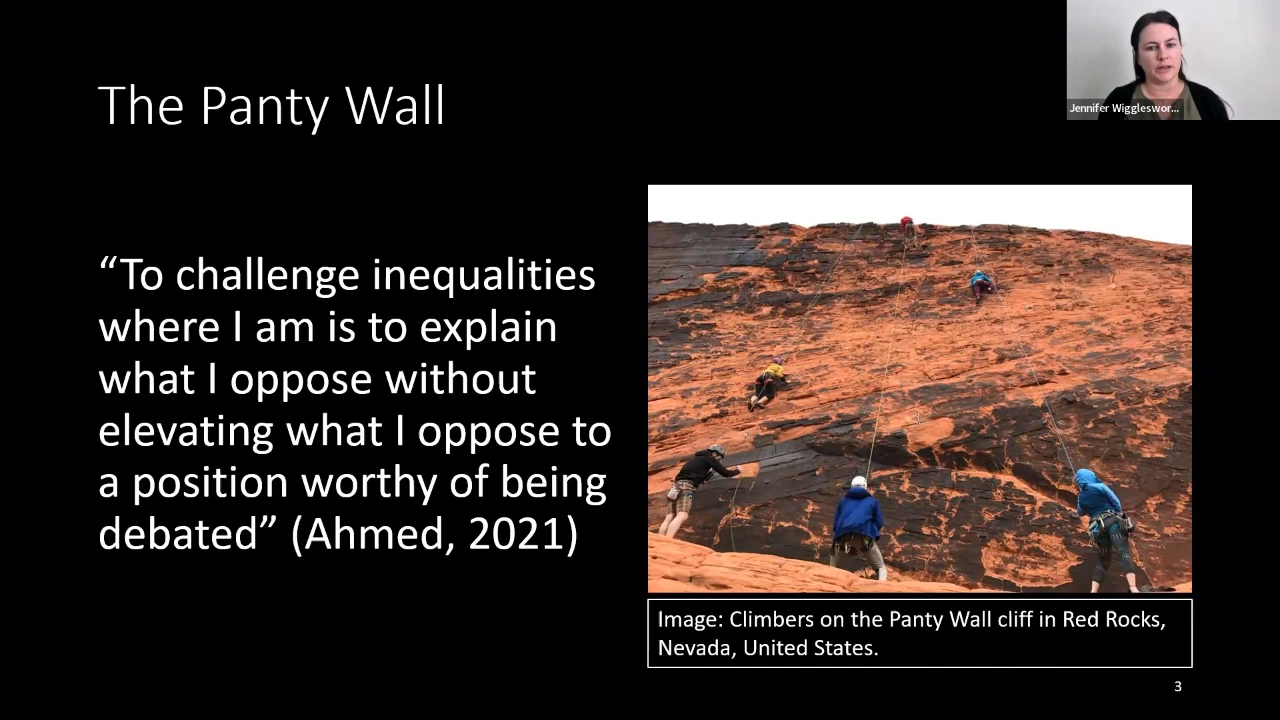 The Panty Wall
Jennifer Wiggleswor...
“To challenge inequalities
where I am is to explain
what I oppose without
elevating what I oppose to
a position worthy of being
debated” (Ahmed, 2021)
Image: Climbers on the Panty Wall cliff in Red Rocks,
Nevada, United States.
3